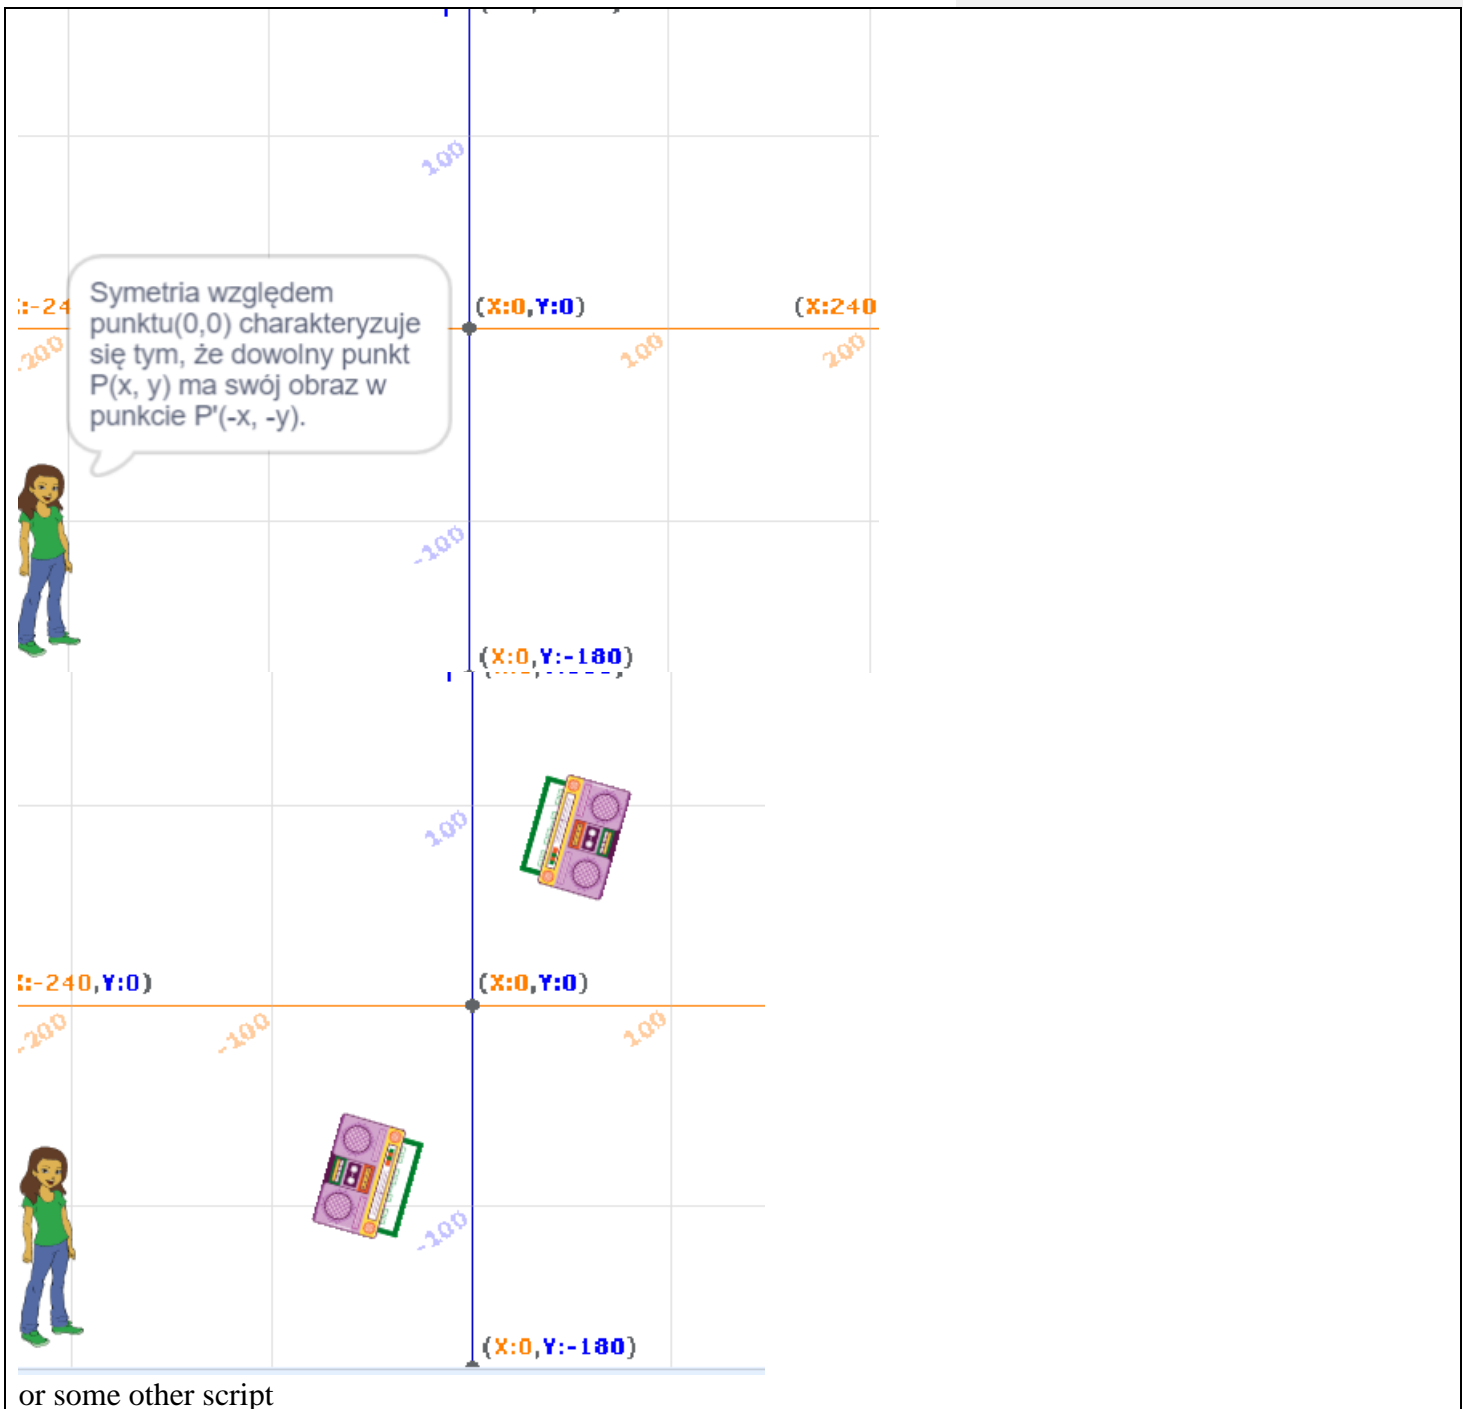 100
Symetria względem
punktu(0,0) charakteryzuje
się tym, że dowolny punkt
P(x, y) ma swój obraz w
punkcie P'(-x, -y).
:-24
(X:0,Y:0)
(X:240
200
100
200
-100
(X:0,Y:-180)
100
:-240,Y:0)
(X:0,Y:0)
-200
-100
100
-100
(X:0,Y:-180)
or some other script